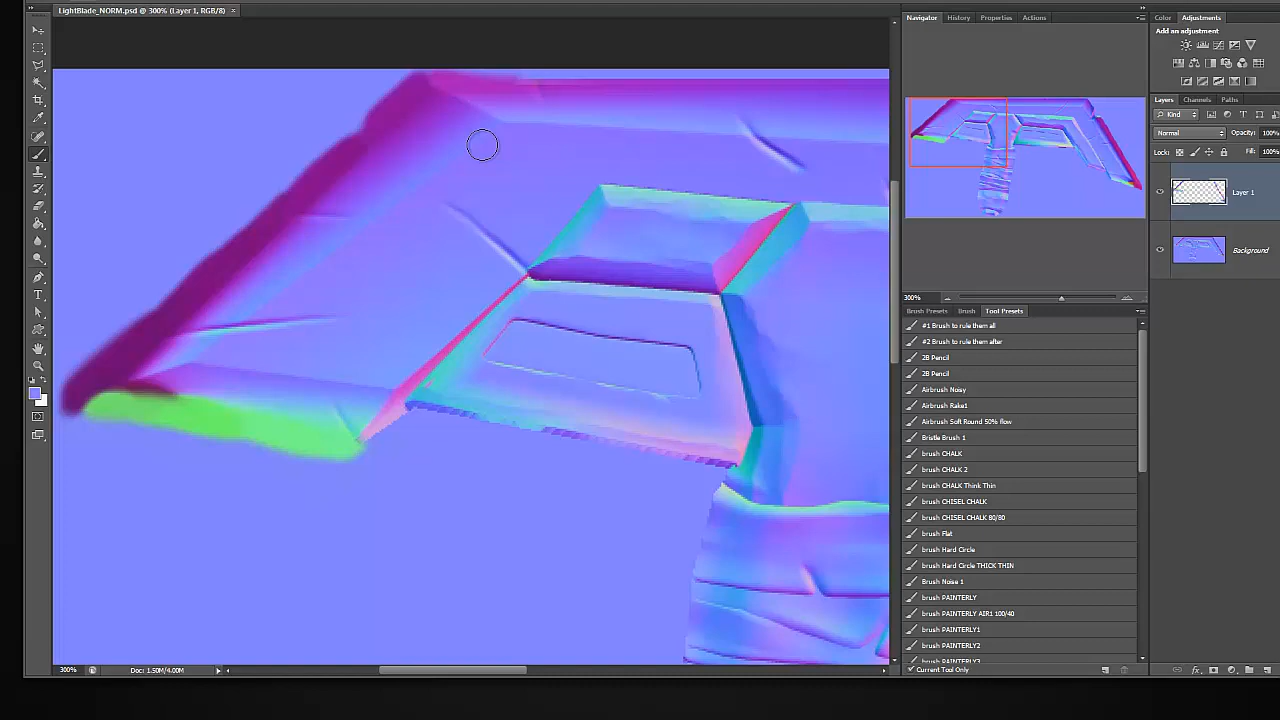 LightBlade_NORM.psd @ 300% (Layer 1, RGB/8)
Navigator History Properties Actions
Color Adjustments
Add an adjustment
Layers Channels Paths
Kind
Normal Opacity: 100%
Lock: Fill: 100%
Layer 1
Background
300%
Brush Presets Brush Tool Presets
#1 Brush to rule them all
#2 Brush to rule them after
2B Pencil
2B Pencil
Airbrush Noisy
Airbrush Rake1
Airbrush Soft Round 50% flow
Bristle Brush 1
brush CHALK
brush CHALK 2
brush CHALK Think Thin
brush CHISEL CHALK
brush CHISEL CHALK 80/80
brush Flat
brush Hard Circle
brush Hard Circle THICK THIN
Brush Noise 1
brush PAINTERLY
brush PAINTERLY AIR1 100/40
brush PAINTERLY1
brush PAINTERLY2
brush PAINTERLY3
Current Tool Only
300% Doc: 1.50M/4.00M